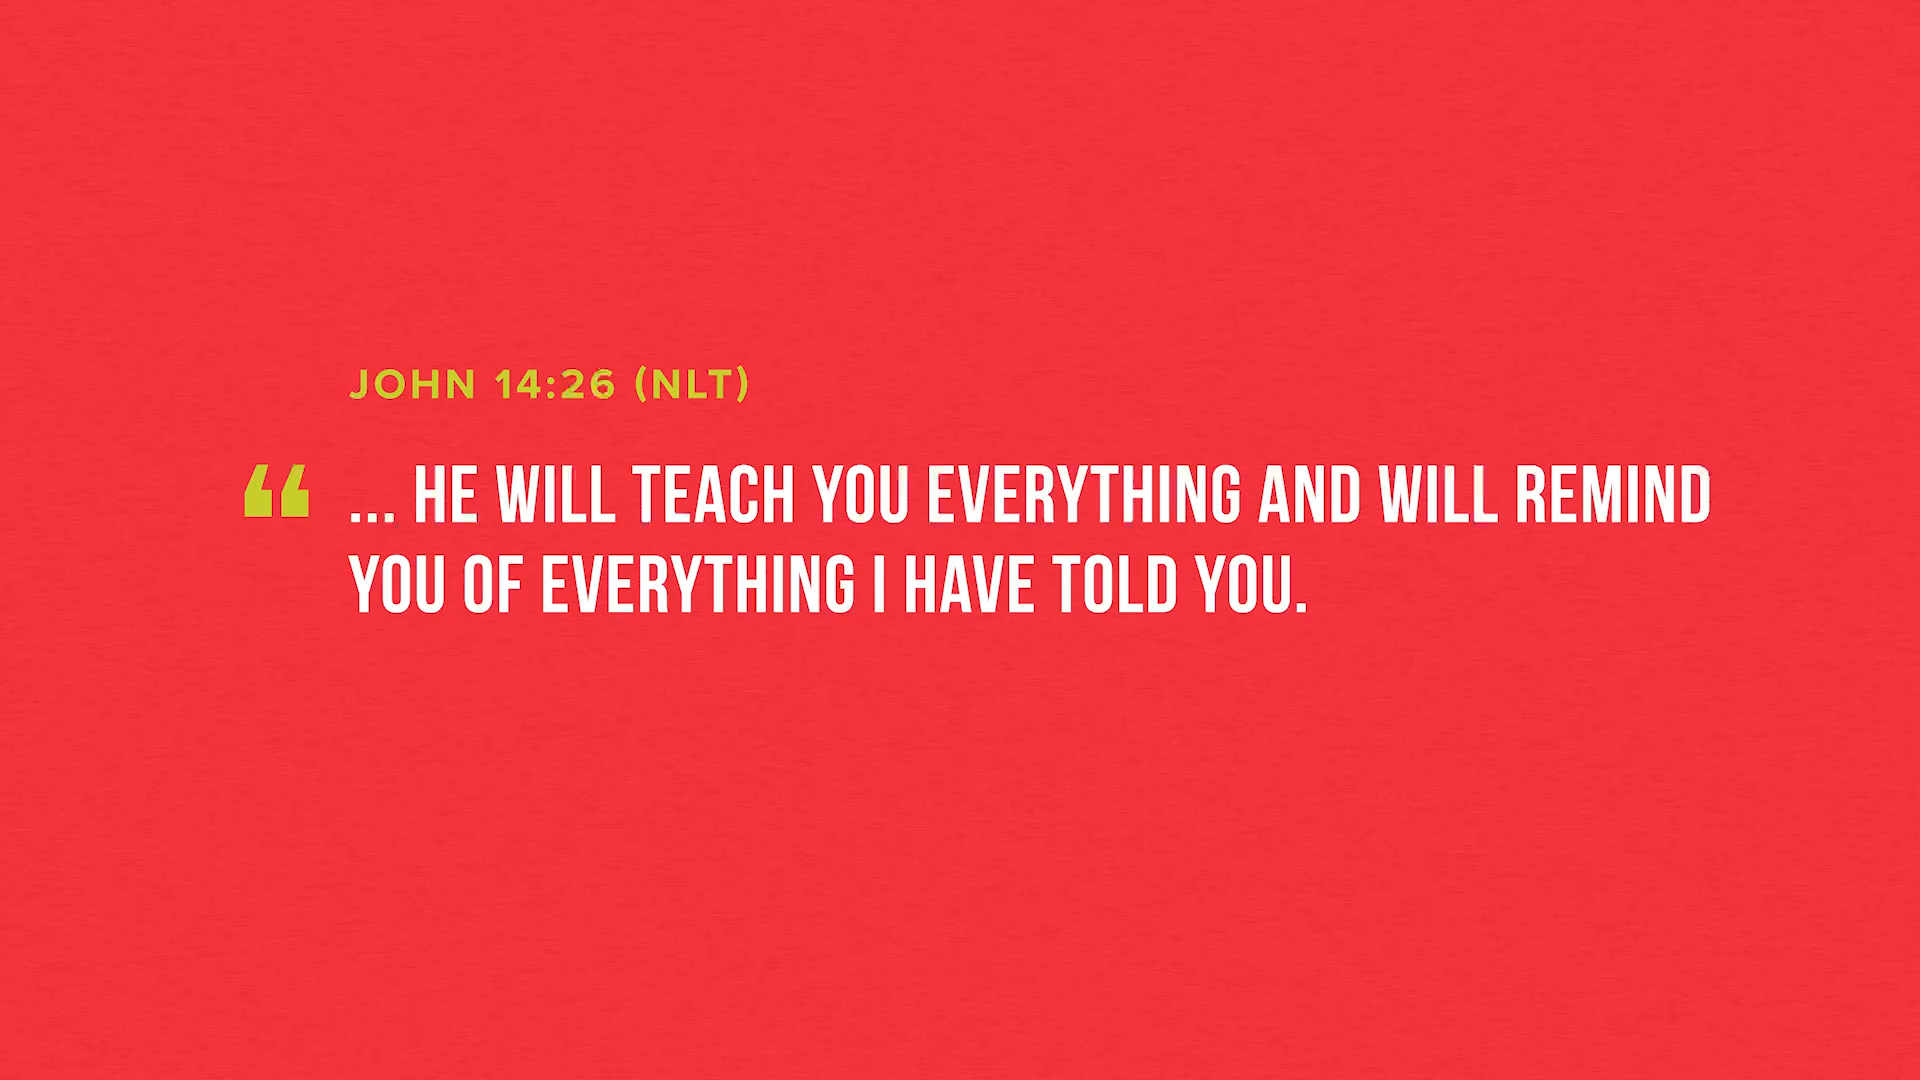 JOHN 14:26 (NLT)
“ ... HE WILL TEACH YOU EVERYTHING AND WILL REMIND
YOU OF EVERYTHING I HAVE TOLD YOU.